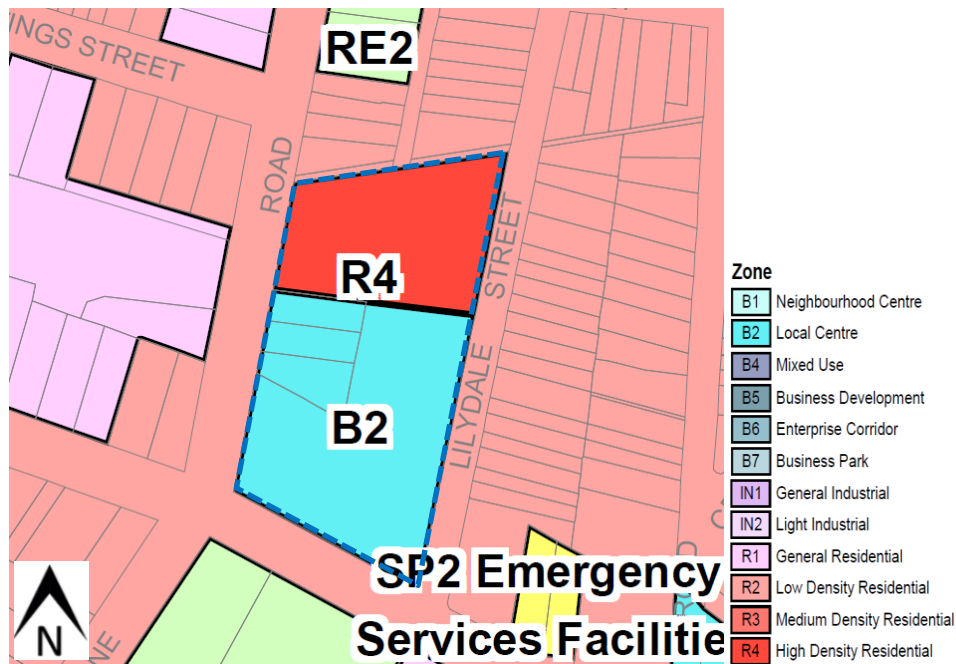 INGS STREET
RE2
ROAD
STREET
R4
LILYDALE
B2
SP2 Emergency
Services Facilitie
ROAD
NE
N
Zone
B1 Neighbourhood Centre
B2 Local Centre
B4 Mixed Use
B5 Business Development
B6 Enterprise Corridor
B7 Business Park
IN1 General Industrial
IN2 Light Industrial
R1 General Residential
R2 Low Density Residential
R3 Medium Density Residential
R4 High Density Residential